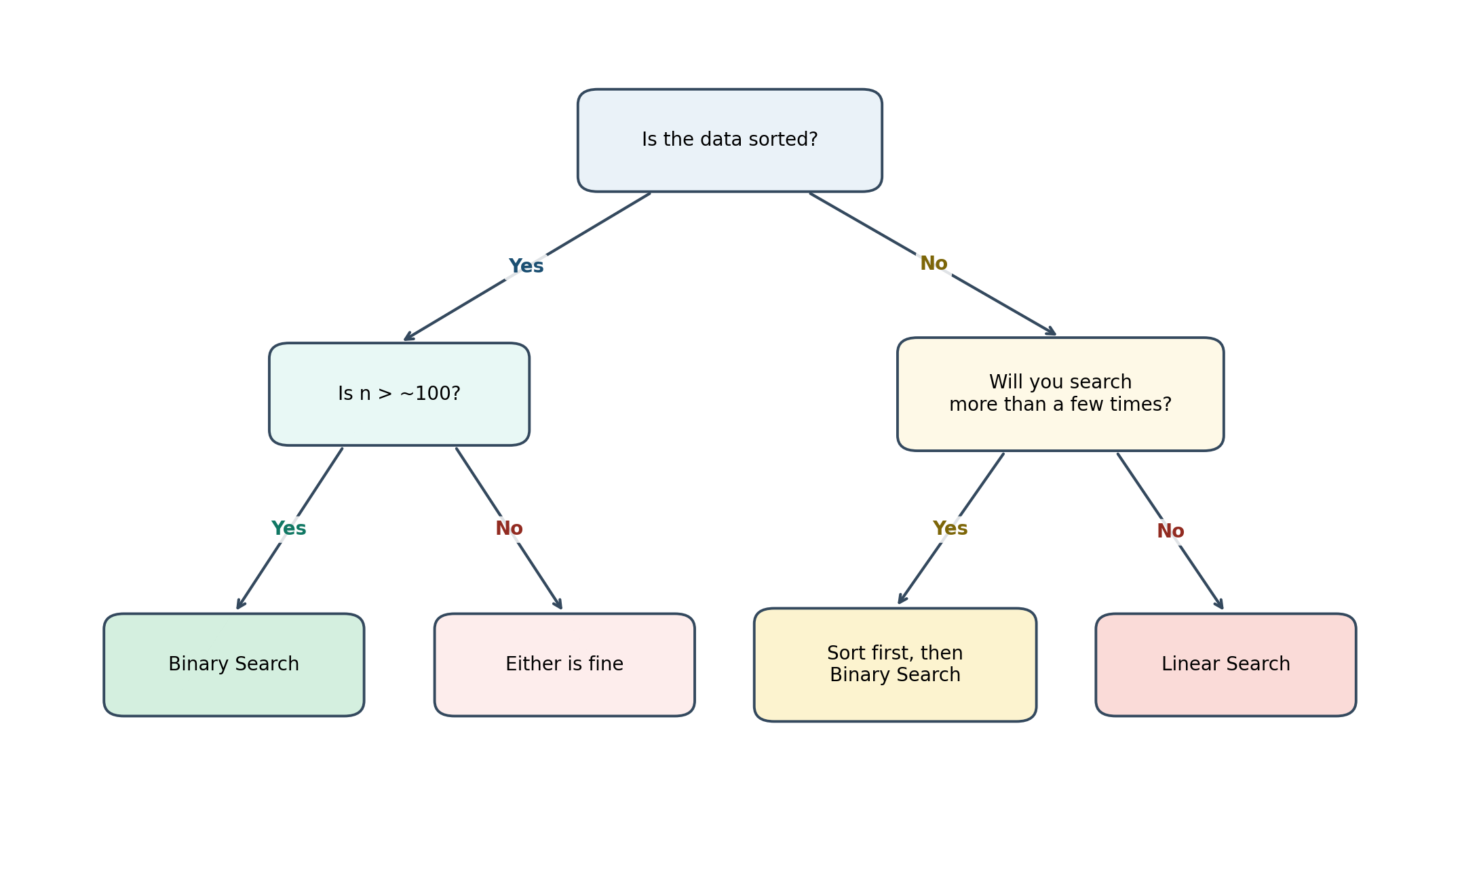 Is the data sorted?
Yes
No
Is n > ~100?
Will you search
more than a few times?
Yes
No
Yes
No
Binary Search
Either is fine
Sort first, then
Binary Search
Linear Search